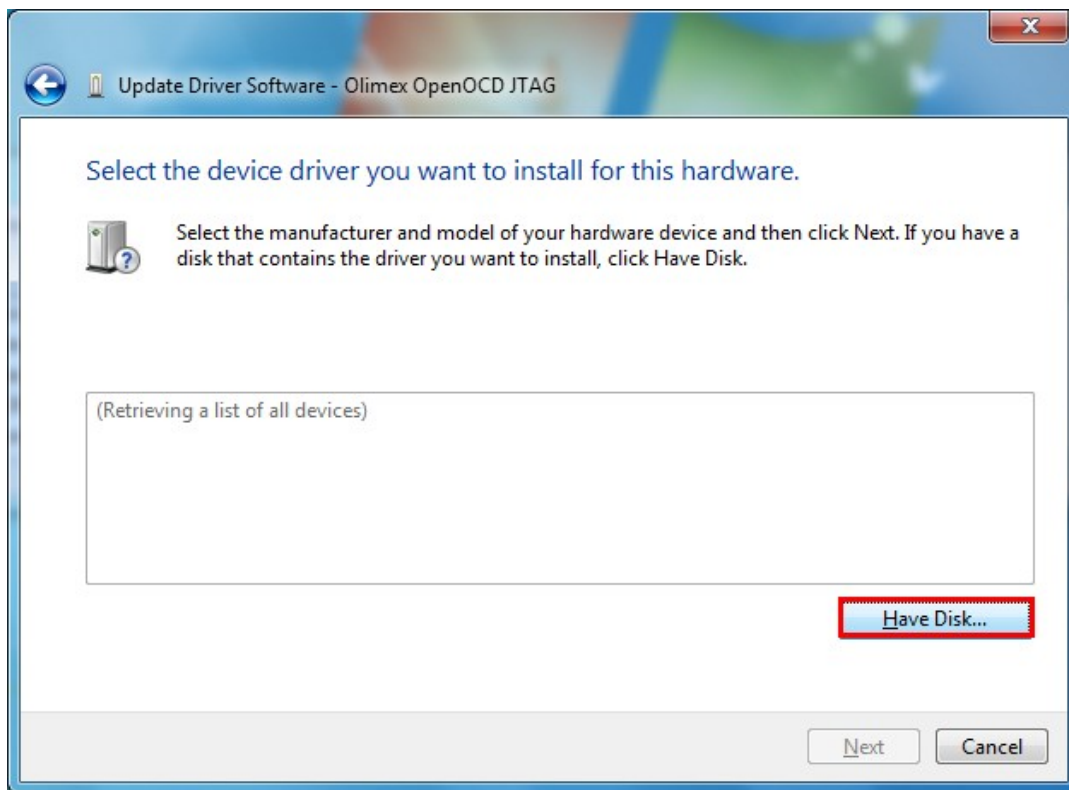 Update Driver Software - Olimex OpenOCD JTAG
Select the device driver you want to install for this hardware.
Select the manufacturer and model of your hardware device and then click Next. If you have a
disk that contains the driver you want to install, click Have Disk.
(Retrieving a list of all devices)
Have Disk...
Next Cancel